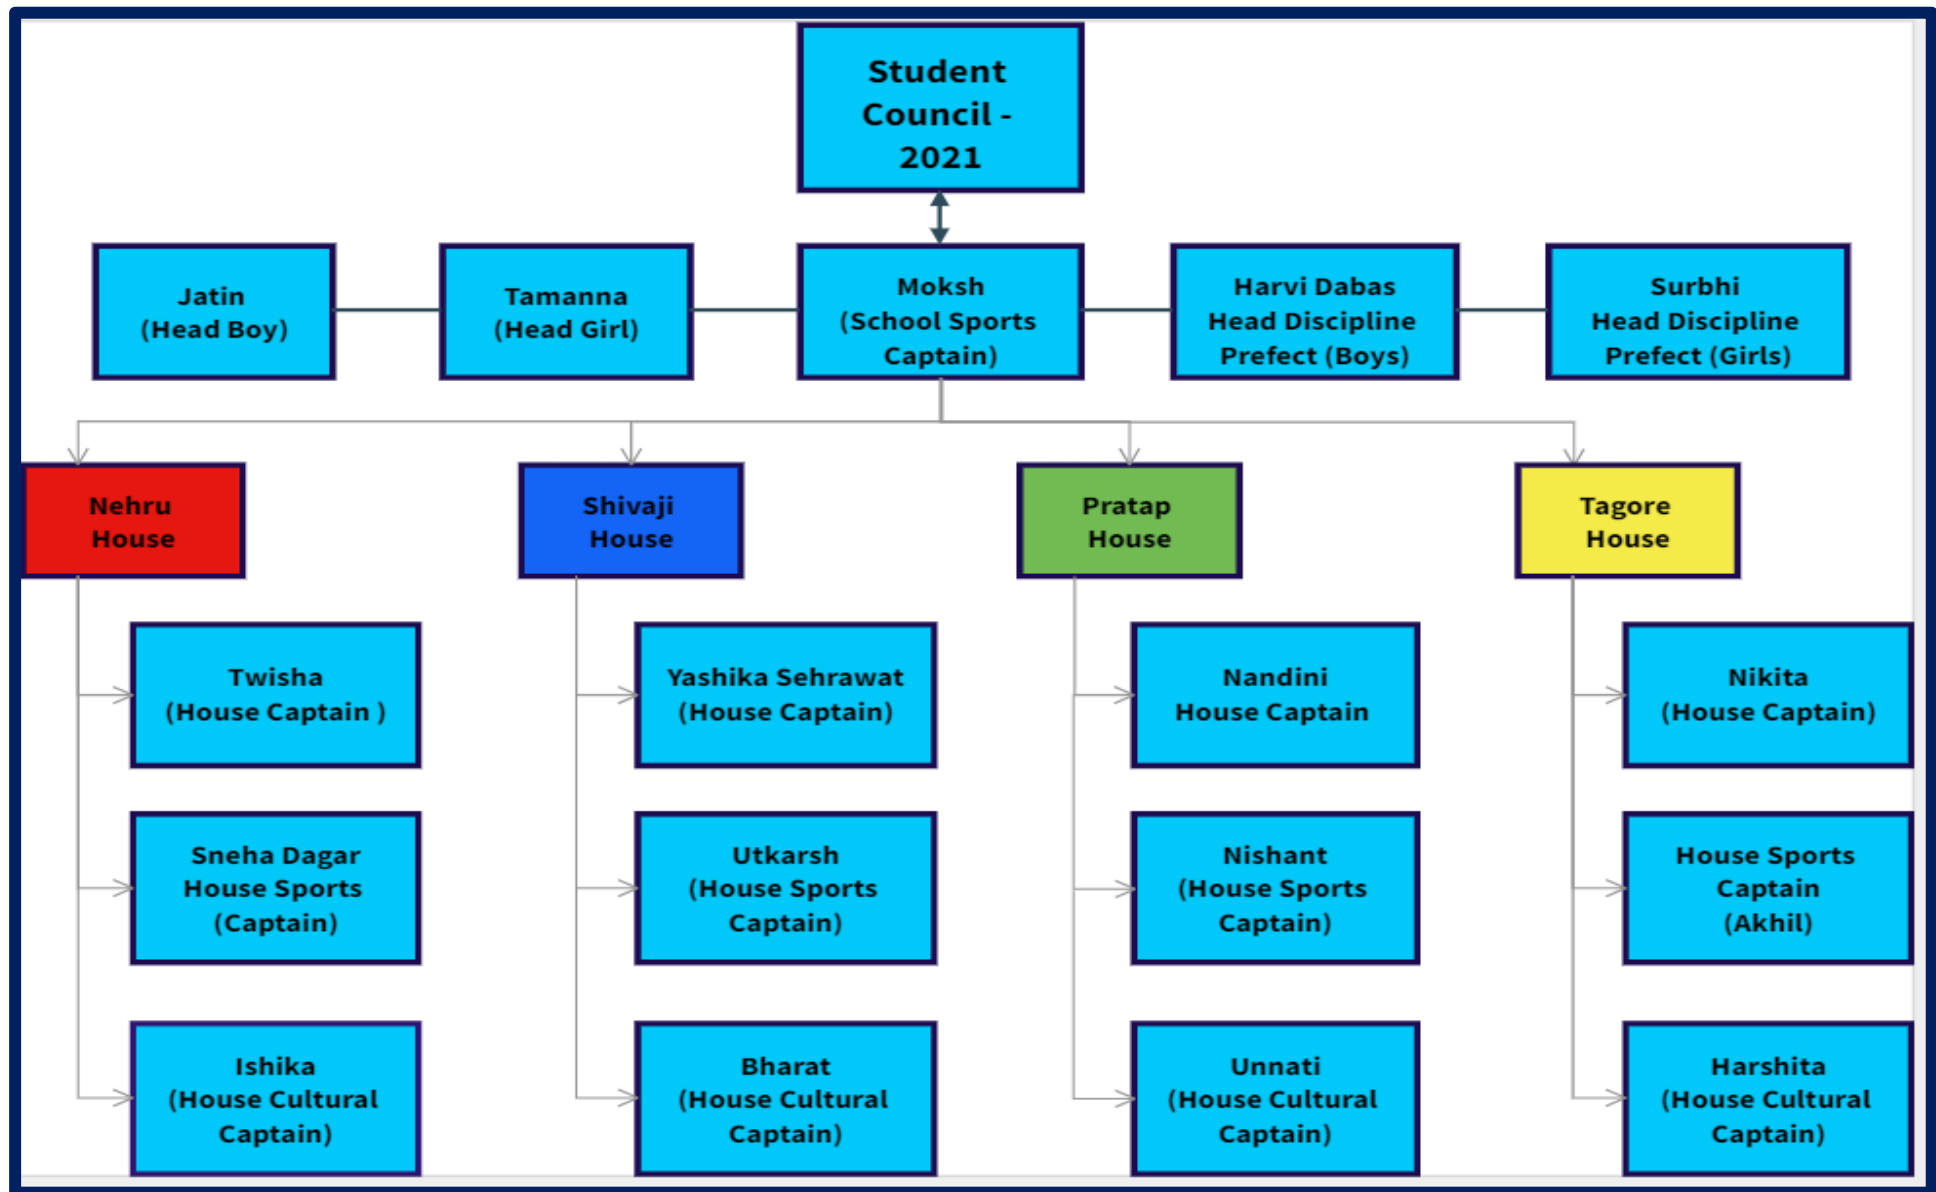 Student
Council -
2021
Jatin
(Head Boy)
Tamanna
(Head Girl)
Moksh
(School Sports
Captain)
Harvi Dabas
Head Discipline
Prefect (Boys)
Surbhi
Head Discipline
Prefect (Girls)
Nehru
House
Shivaji
House
Pratap
House
Tagore
House
Twisha
(House Captain )
Yashika Sehrawat
(House Captain)
Nandini
House Captain
Nikita
(House Captain)
Sneha Dagar
House Sports
(Captain)
Utkarsh
(House Sports
Captain)
Nishant
(House Sports
Captain)
House Sports
Captain
(Akhil)
Ishika
(House Cultural
Captain)
Bharat
(House Cultural
Captain)
Unnati
(House Cultural
Captain)
Harshita
(House Cultural
Captain)